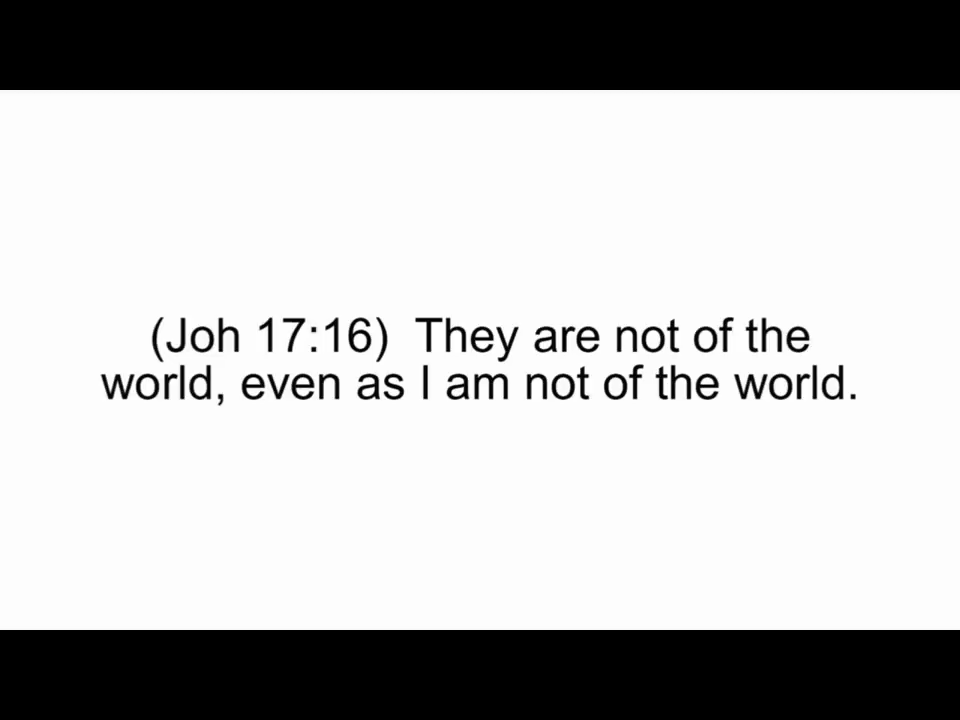 (Joh 17:16)  They are not of the
world, even as I am not of the world.